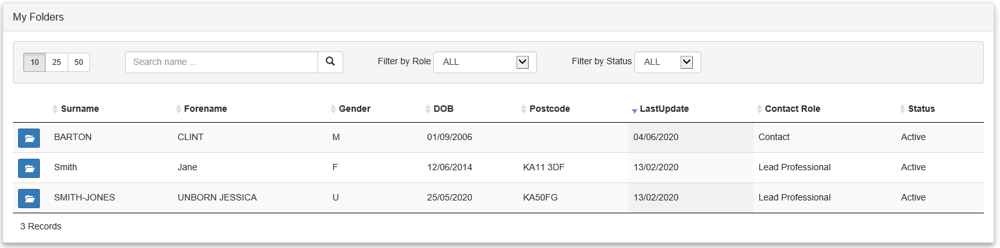 My Folders
10 25 50 Search name ... Filter by Role ALL Filter by Status ALL
Surname Forename Gender DOB Postcode LastUpdate Contact Role Status
BARTON CLINT M 01/09/2006 04/06/2020 Contact Active
Smith Jane F 12/06/2014 KA11 3DF 13/02/2020 Lead Professional Active
SMITH-JONES UNBORN JESSICA U 25/05/2020 KA50FG 13/02/2020 Lead Professional Active
3 Records